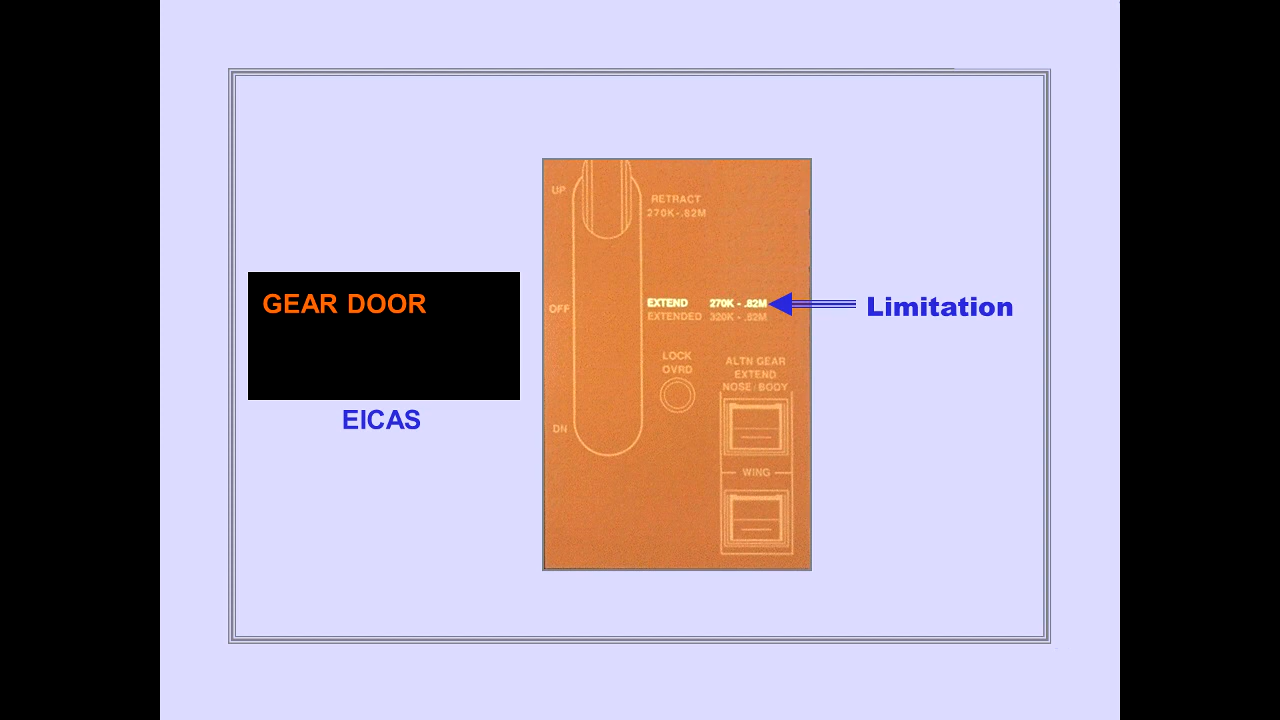 GEAR DOOR
EICAS
UP
RETRACT
270K-.82M
OFF
EXTEND 270K - .82M
EXTENDED 320K - .82M
Limitation
LOCK
OVRD
ALTN GEAR
EXTEND
NOSE / BODY
DN
WING